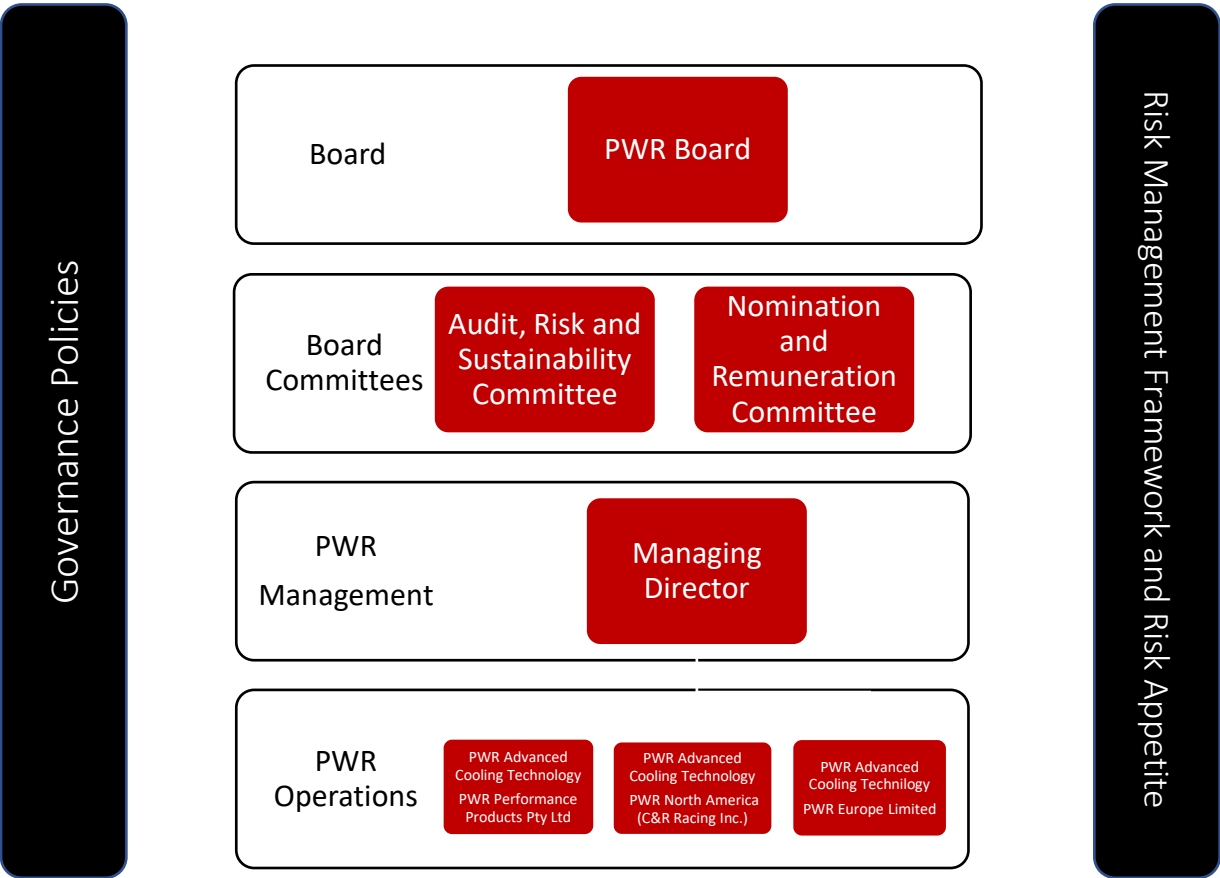 Governance Policies
Board
PWR Board
Board
Committees
Audit, Risk and
Sustainability
Committee
Nomination
and
Remuneration
Committee
PWR
Management
Managing
Director
PWR
Operations
PWR Advanced
Cooling Technology
PWR Performance
Products Pty Ltd
PWR Advanced
Cooling Technology
PWR North America
(C&R Racing Inc.)
PWR Advanced
Cooling Technilogy
PWR Europe Limited
Risk Management Framework and Risk Appetite